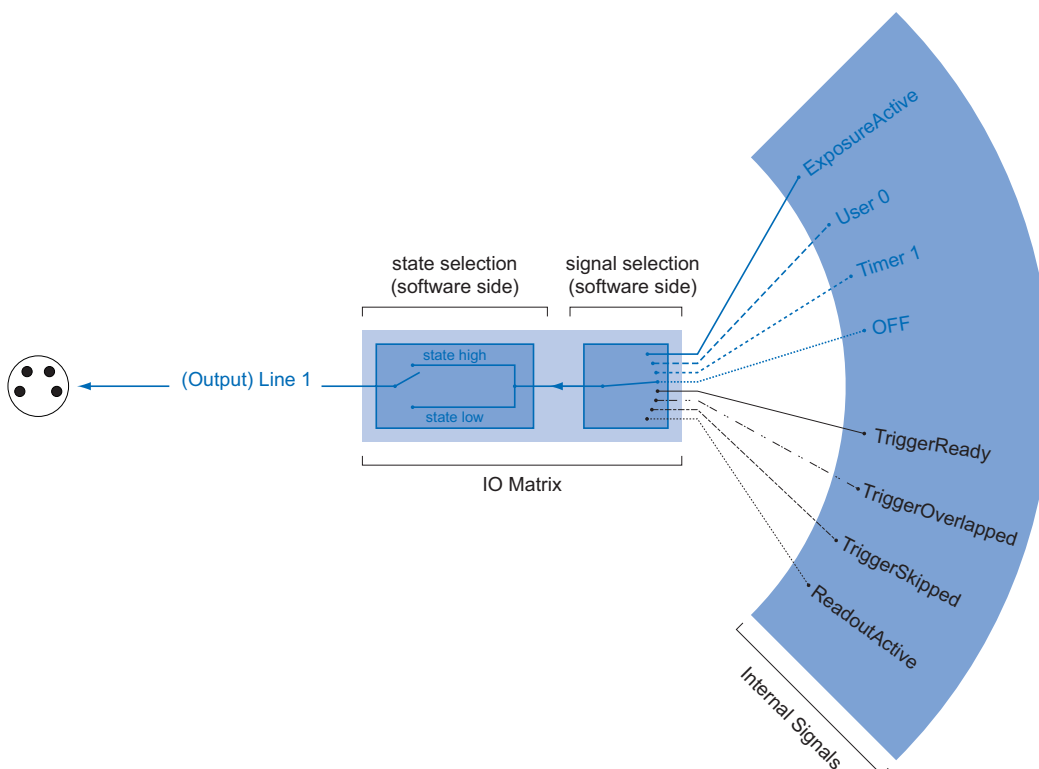 ExposureActive
User 0
Timer 1
OFF
state selection
(software side)
signal selection
(software side)
state high
(Output) Line 1
state low
TriggerReady
IO Matrix
TriggerOverlapped
TriggerSkipped
ReadoutActive
Internal Signals